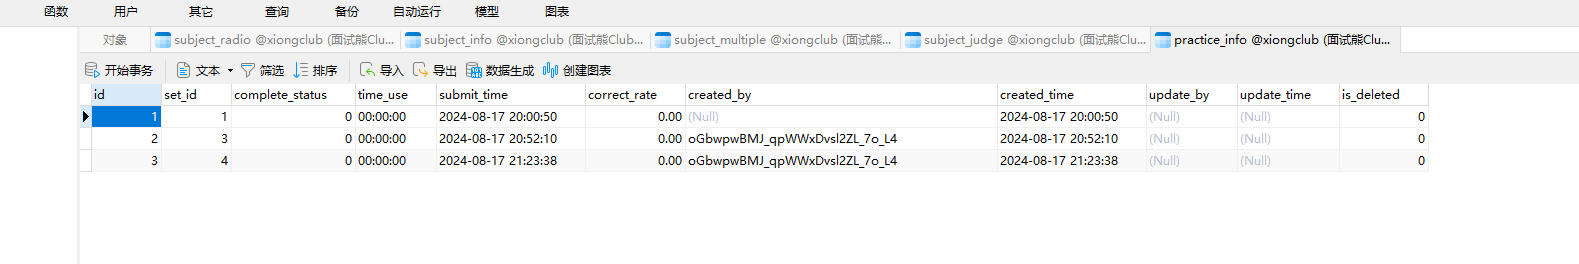 函数 用户 其它 查询 备份 自动运行 模型 图表
对象 subject_radio @xiongclub (面试熊Clu... subject_info @xiongclub (面试熊Club... subject_multiple @xiongclub (面试熊... subject_judge @xiongclub (面试熊Cl... practice_info @xiongclub (面试熊Clu...
开始事务 文本 筛选 排序 导入 导出 数据生成 创建图表
id set_id complete_status time_use submit_time correct_rate created_by created_time update_by update_time is_deleted
1 1 0 00:00:00 2024-08-17 20:00:50 0.00 (Null) 2024-08-17 20:00:50 (Null) (Null) 0
2 3 0 00:00:00 2024-08-17 20:52:10 0.00 oGbwpwBMJ_qpWWxDvsl2ZL_7o_L4 2024-08-17 20:52:10 (Null) (Null) 0
3 4 0 00:00:00 2024-08-17 21:23:38 0.00 oGbwpwBMJ_qpWWxDvsl2ZL_7o_L4 2024-08-17 21:23:38 (Null) (Null) 0